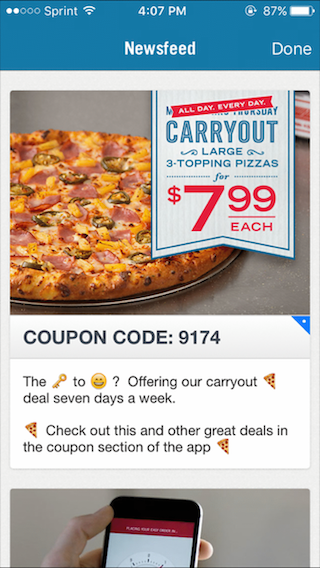 Sprint 4:07 PM 87%
Newsfeed Done
ALL DAY. EVERY DAY.
THURSDAY
CARRYOUT
LARGE
3-TOPPING PIZZAS
for
$7.99
EACH
COUPON CODE: 9174
The 🔑 to 😀 ? Offering our carryout 🍕
deal seven days a week.
🍕 Check out this and other great deals in
the coupon section of the app 🍕
PLACING YOUR EASY ORDER IN...